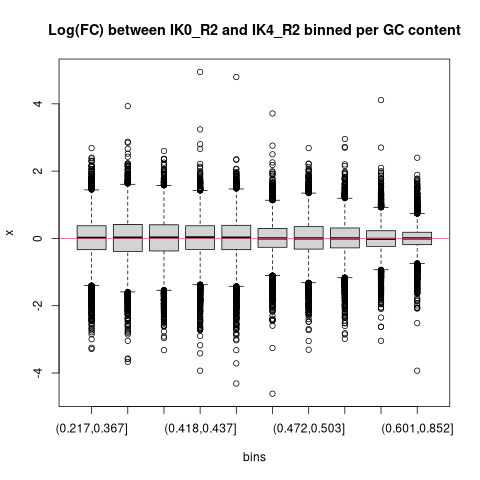 Log(FC) between IK0_R2 and IK4_R2 binned per GC content
4
2
0
-2
-4
x
(0.217,0.367] (0.418,0.437] (0.472,0.503] (0.601,0.852]
bins